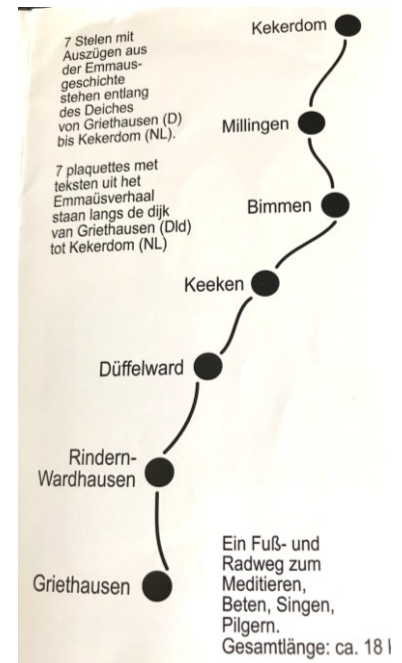 7 Stelen mit
Auszügen aus
der Emmaus-
geschichte
stehen entlang
des Deiches
von Griethausen (D)
bis Kekerdom (NL).
7 plaquettes met
teksten uit het
Emmaüsverhaal
staan langs de dijk
van Griethausen (Dld)
tot Kekerdom (NL)
Kekerdom
Millingen
Bimmen
Keeken
Düffelward
Rindern-
Wardhausen
Griethausen
Ein Fuß- und
Radweg zum
Meditieren,
Beten, Singen,
Pilgern.
Gesamtlänge: ca. 18